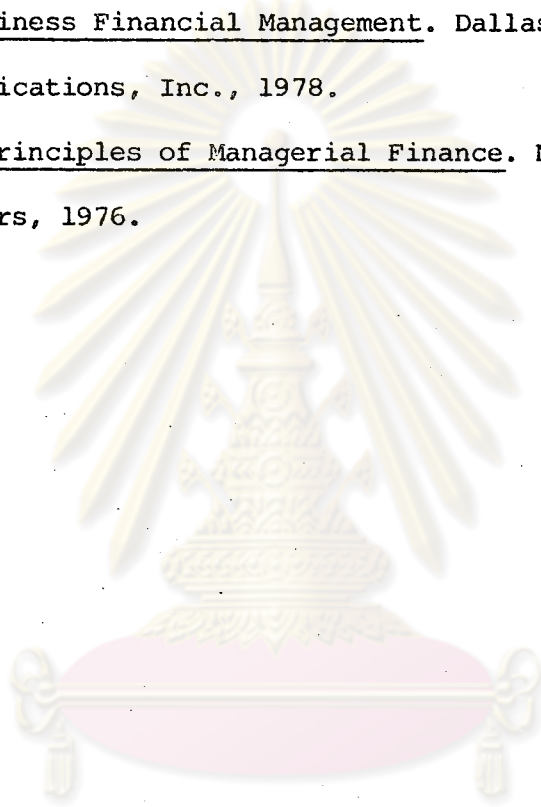 iness Financial Management. Dallas
ications, Inc., 1978.
rinciples of Managerial Finance. N
rs, 1976.